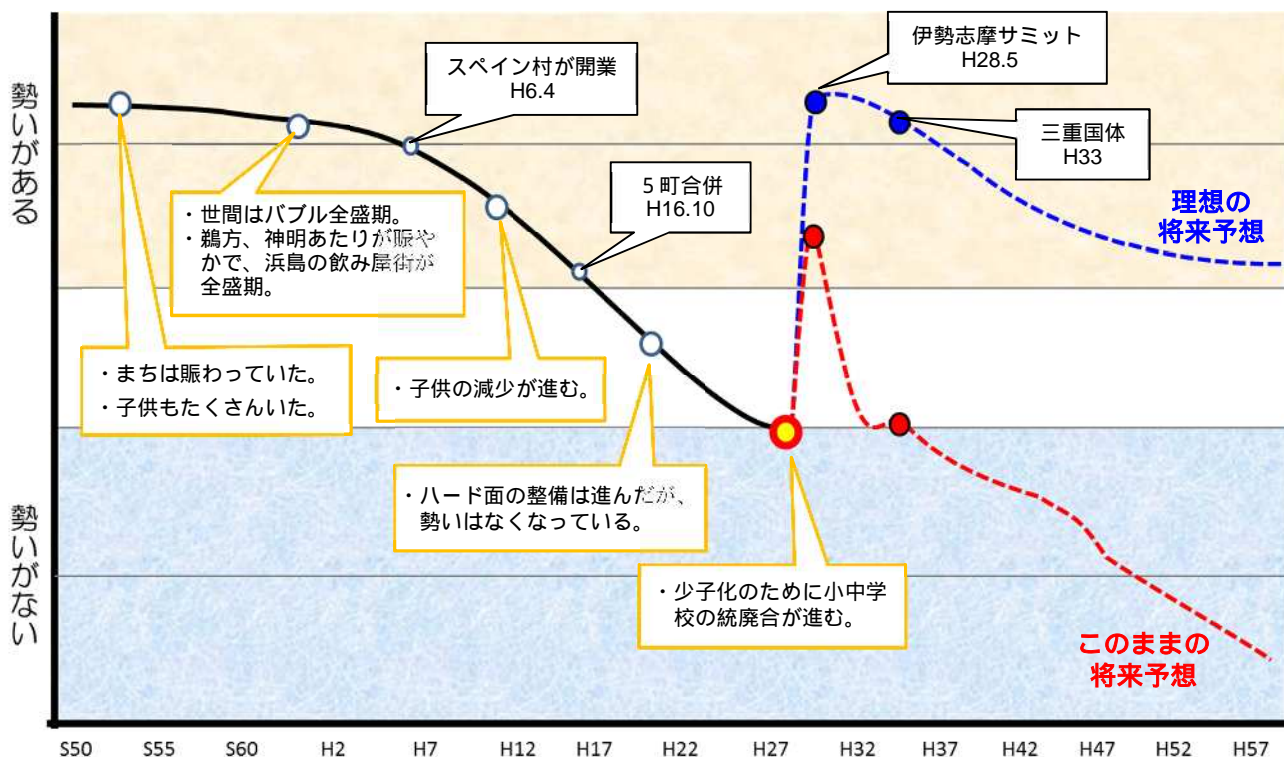 勢いがある
勢いがない
スペイン村が開業
H6.4
伊勢志摩サミット
H28.5
三重国体
H33
5町合併
H16.10
理想の
将来予想
・世間はバブル全盛期。
・鵜方、神明あたりが賑や
かで、浜島の飲み屋街が
全盛期。
・まちは賑わっていた。
・子供もたくさんいた。
・子供の減少が進む。
・ハード面の整備は進んだが、
勢いはなくなっている。
・少子化のために小中学
校の統廃合が進む。
このままの
将来予想
S50 S55 S60 H2 H7 H12 H17 H22 H27 H32 H37 H42 H47 H52 H57